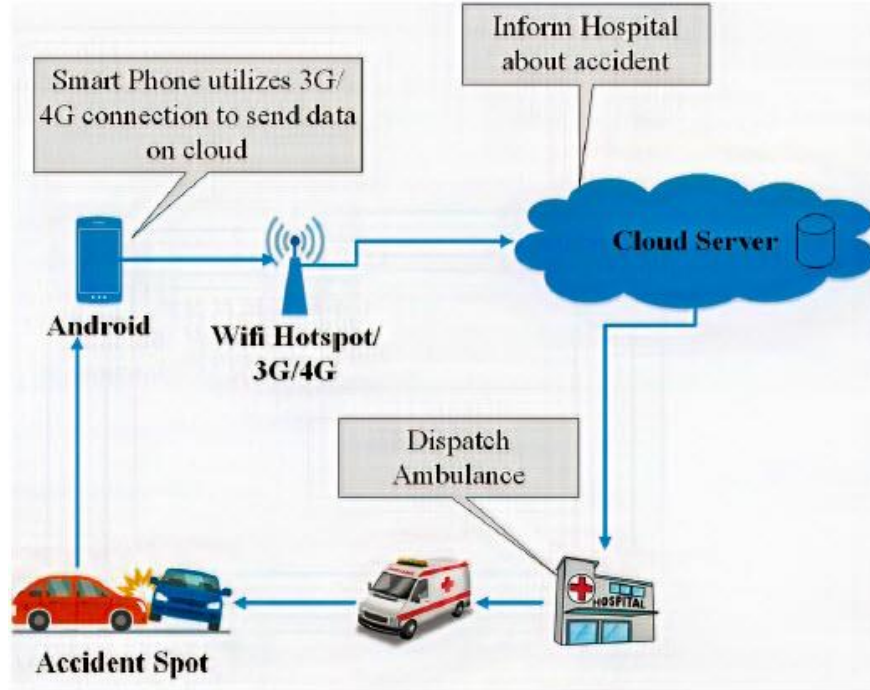 Inform Hospital
about accident
Smart Phone utilizes 3G/
4G connection to send data
on cloud
Cloud Server
Android
Wifi Hotspot/
3G/4G
Dispatch
Ambulance
HOSPITAL
Accident Spot